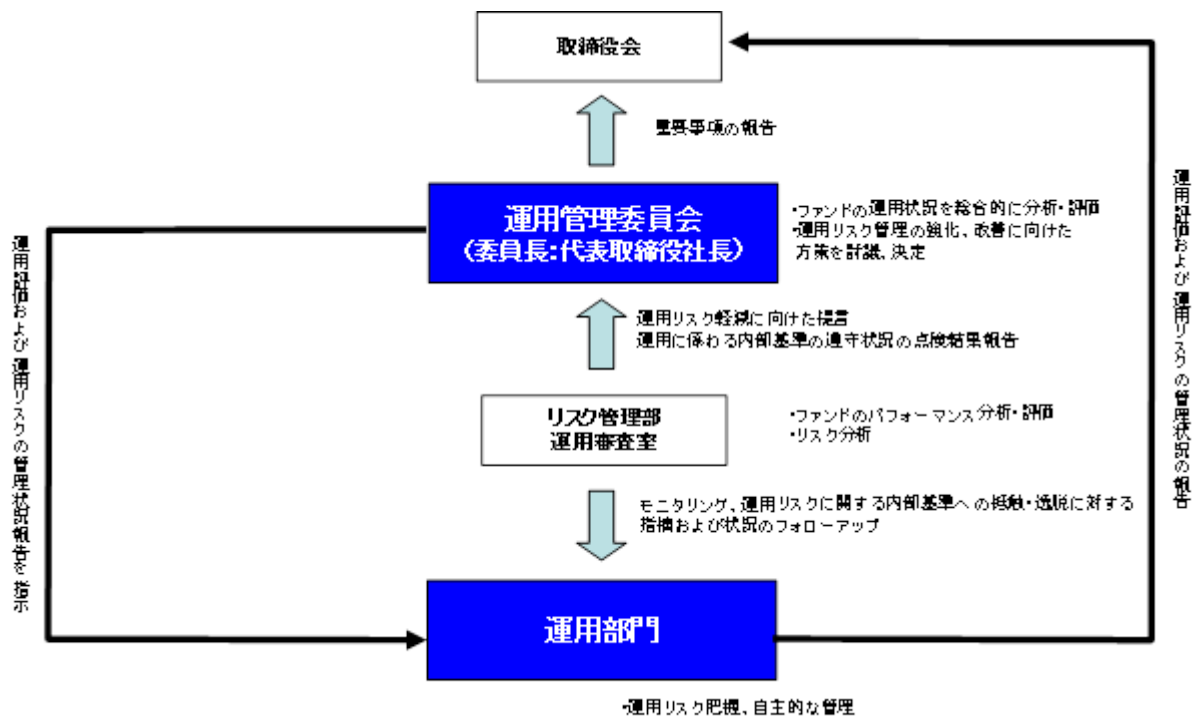 取締役会
重要事項の報告
運用管理委員会
（委員長：代表取締役社長）
・ファンドの運用状況を総合的に分析・評価
・運用リスク管理の強化、改善に向けた
方策を討議、決定
運用リスク軽減に向けた提言
運用に係わる内部基準の遵守状況の点検結果報告
リスク管理部
運用審査室
・ファンドのパフォーマンス分析・評価
・リスク分析
モニタリング、運用リスクに関する内部基準への抵触・逸脱に対する
指摘および状況のフォローアップ
運用部門
・運用リスク把握、自主的な管理
運用評価および運用リスクの管理状況報告を指示
運用評価および運用リスクの管理状況の報告